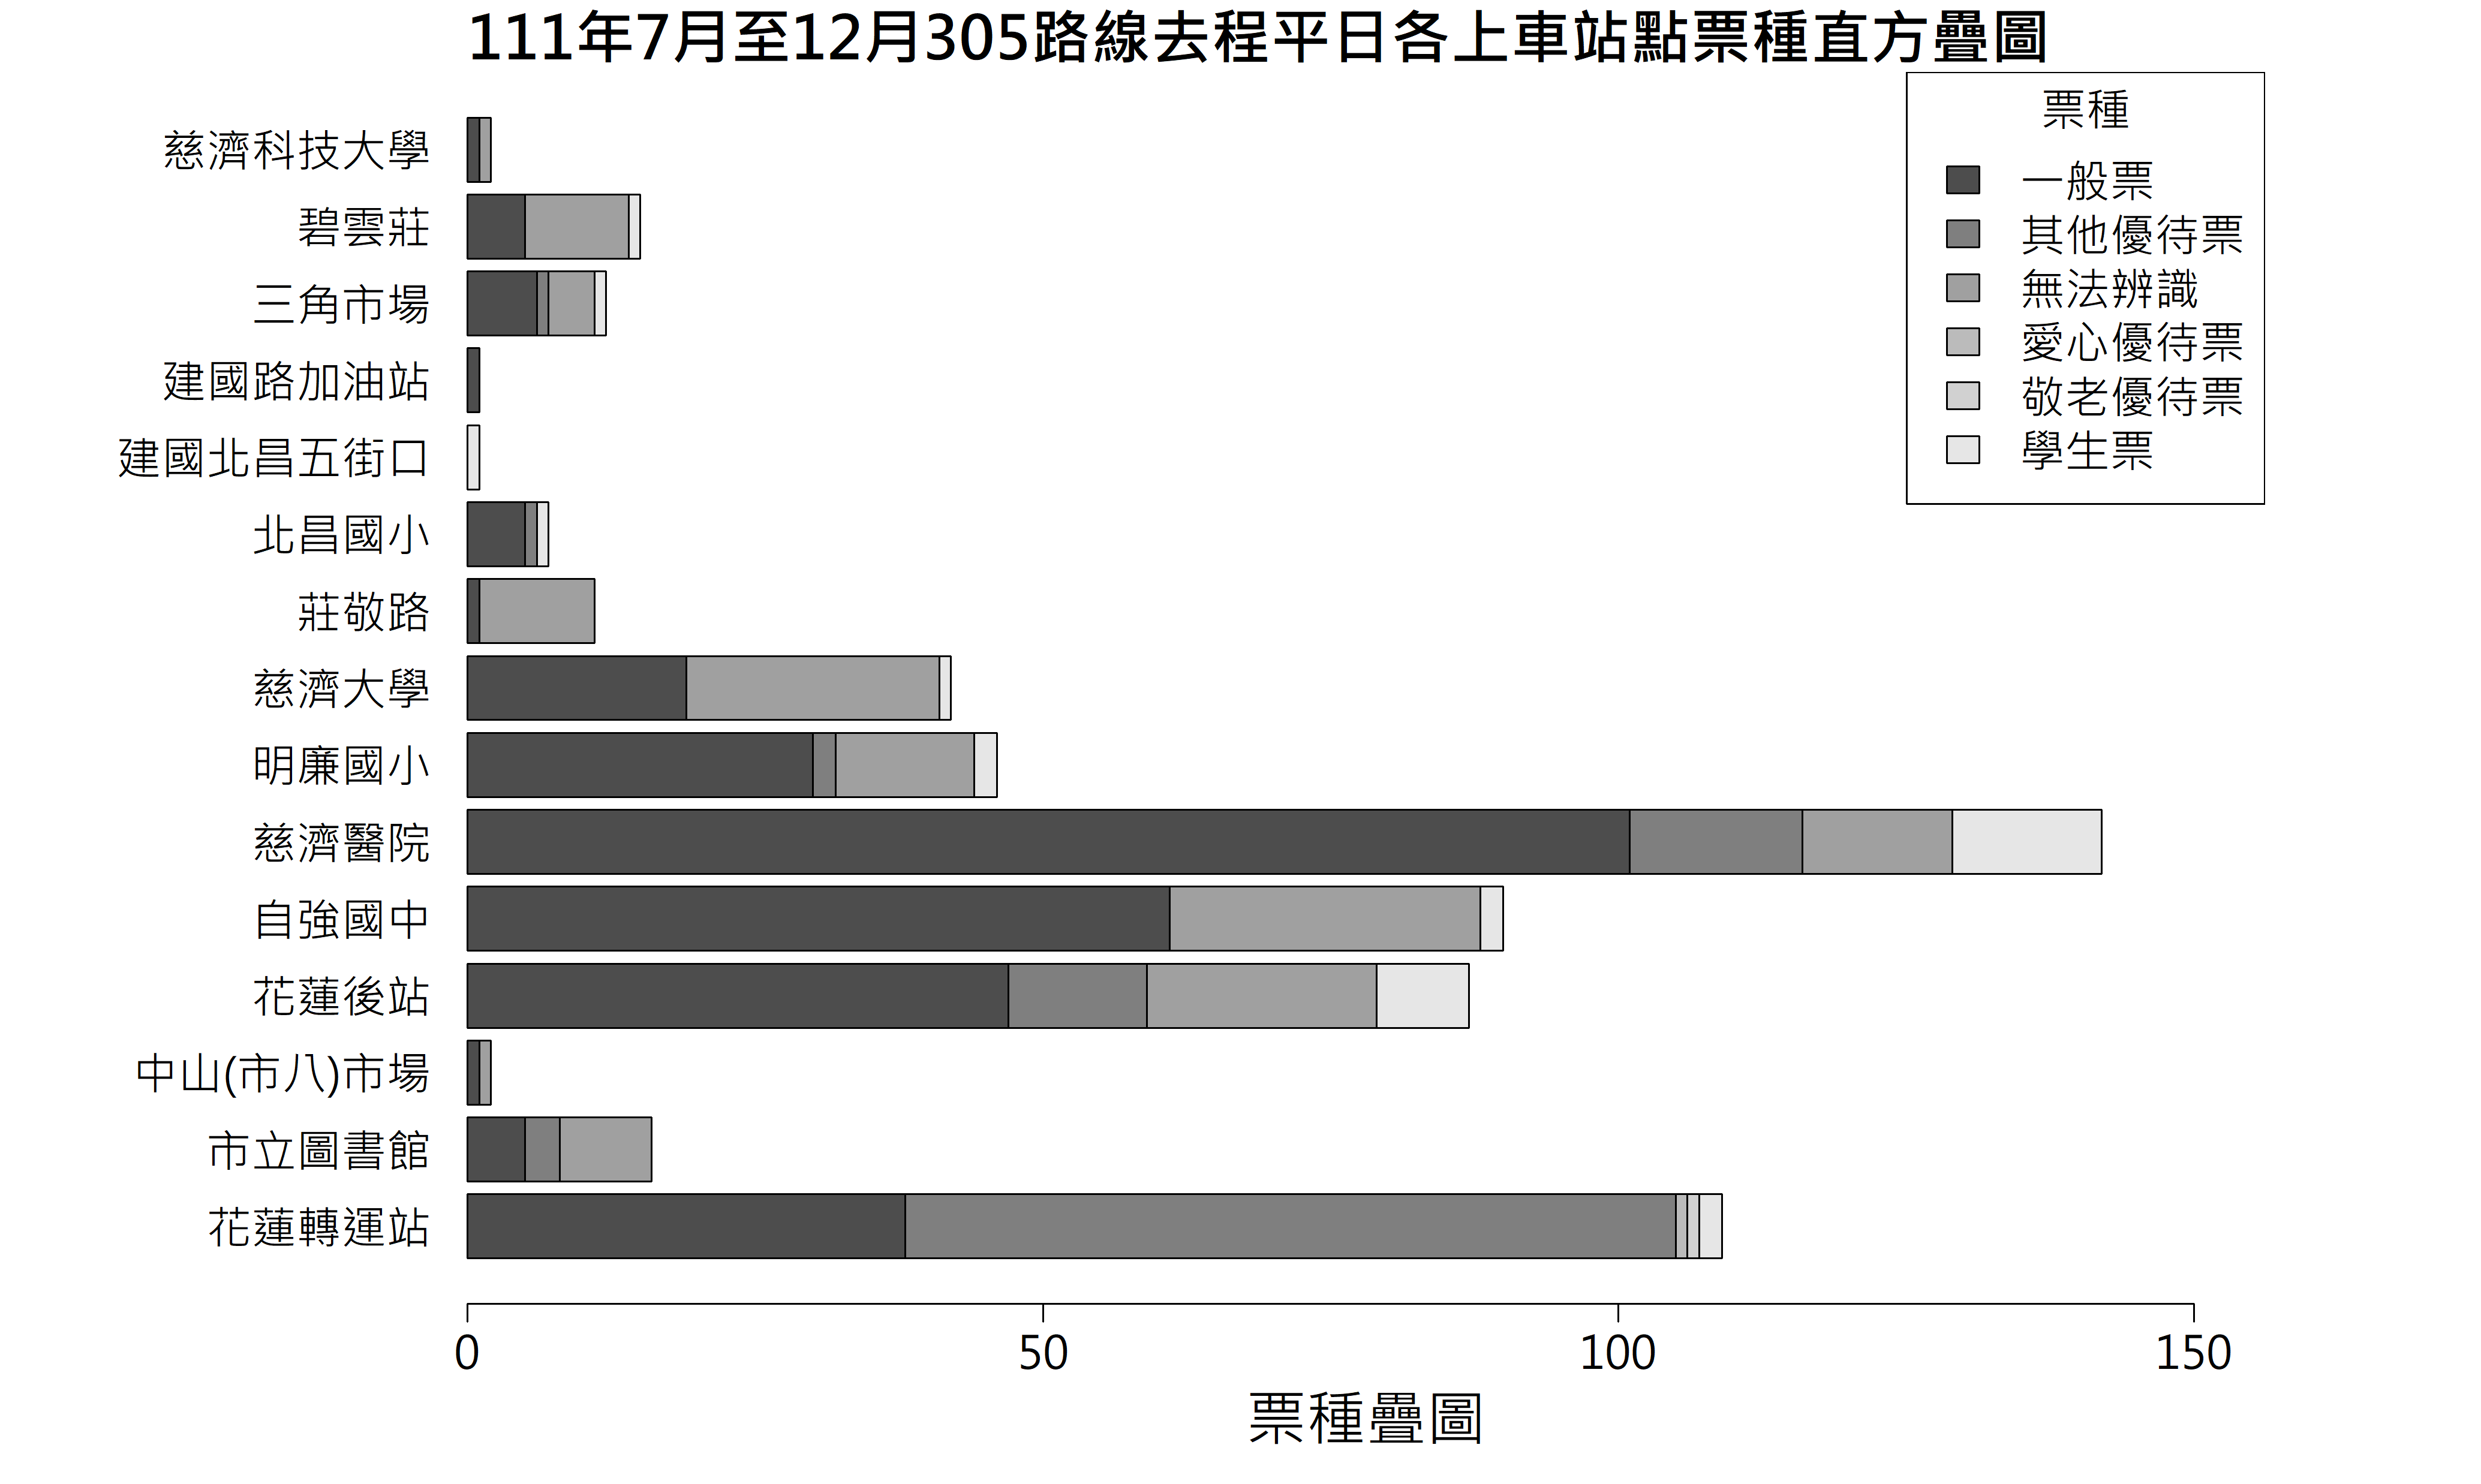 111年7月至12月305路線去程平日各上車站點票種直方疊圖
票種
一般票
其他優待票
無法辨識
愛心優待票
敬老優待票
學生票
慈濟科技大學
碧雲莊
三角市場
建國路加油站
建國北昌五街口
北昌國小
莊敬路
慈濟大學
明廉國小
慈濟醫院
自強國中
花蓮後站
中山(市八)市場
市立圖書館
花蓮轉運站
0 50 100 150
票種疊圖